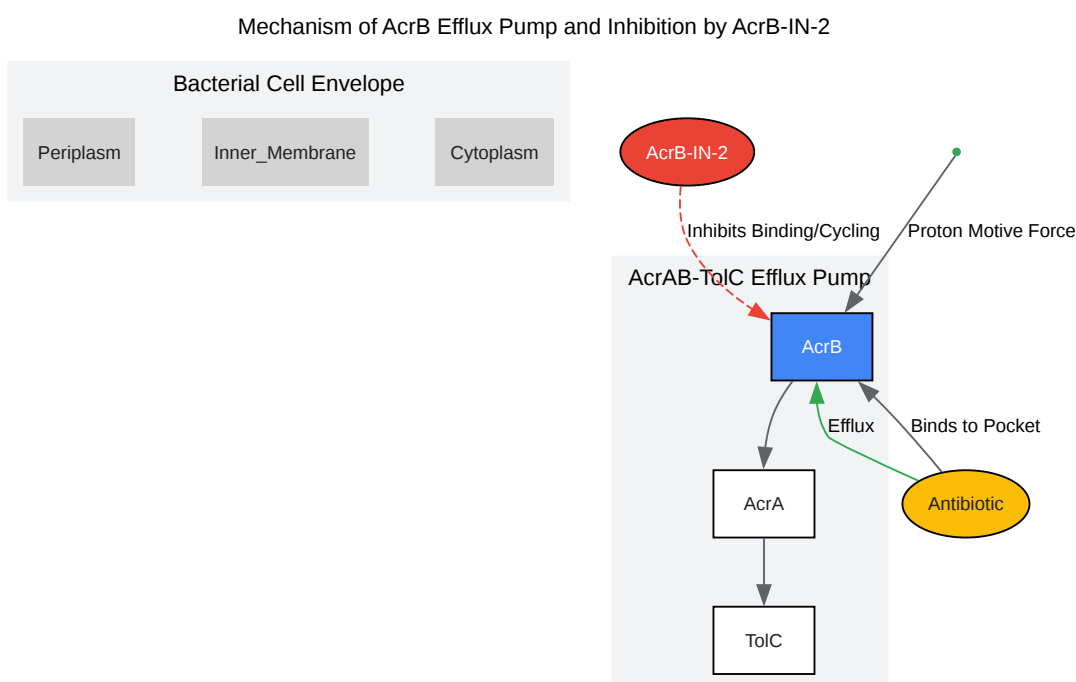 Mechanism of AcrB Efflux Pump and Inhibition by AcrB-IN-2
Bacterial Cell Envelope
Periplasm
Inner_Membrane
Cytoplasm
AcrB-IN-2
Inhibits Binding/Cycling
Proton Motive Force
AcrAB-TolC Efflux Pump
AcrB
Efflux
Binds to Pocket
AcrA
Antibiotic
TolC